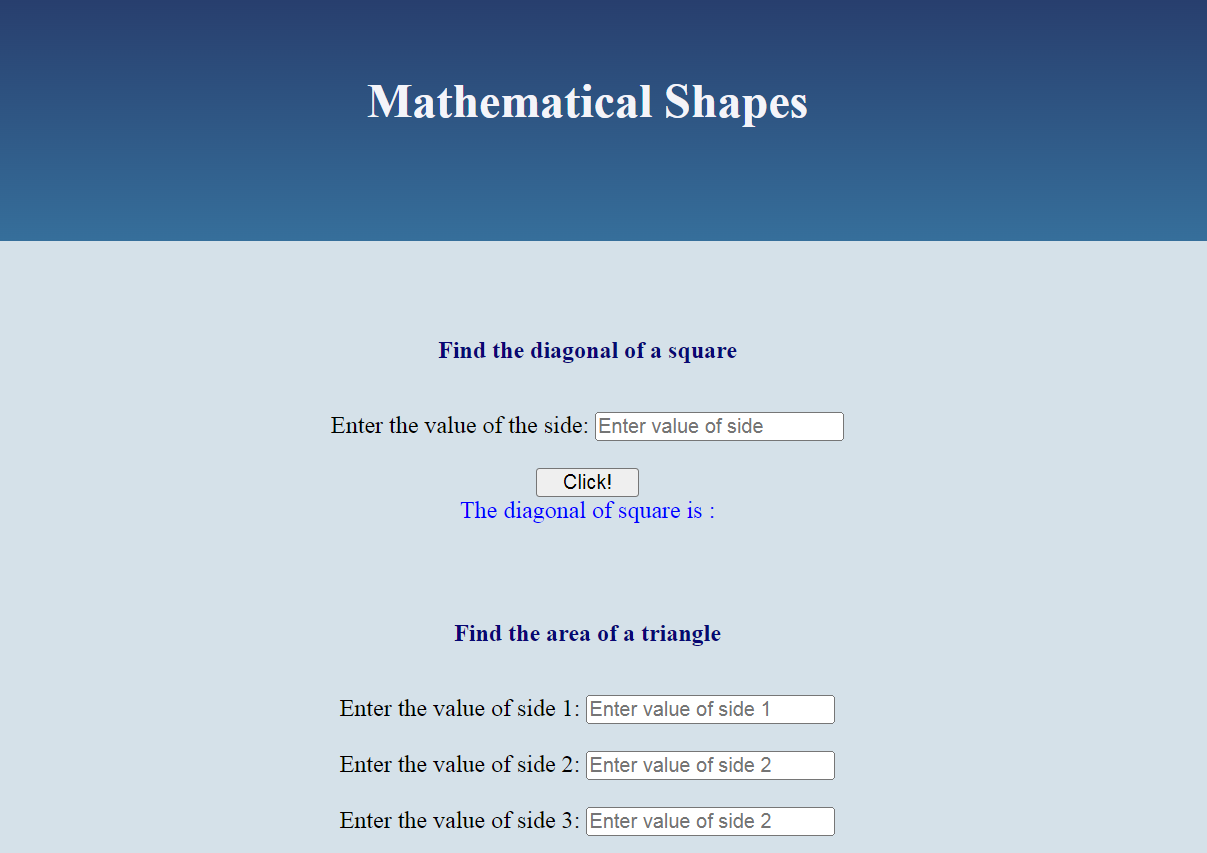 Mathematical Shapes
Find the diagonal of a square
Enter the value of the side: Enter value of side
Click!
The diagonal of square is :
Find the area of a triangle
Enter the value of side 1: Enter value of side 1
Enter the value of side 2: Enter value of side 2
Enter the value of side 3: Enter value of side 2